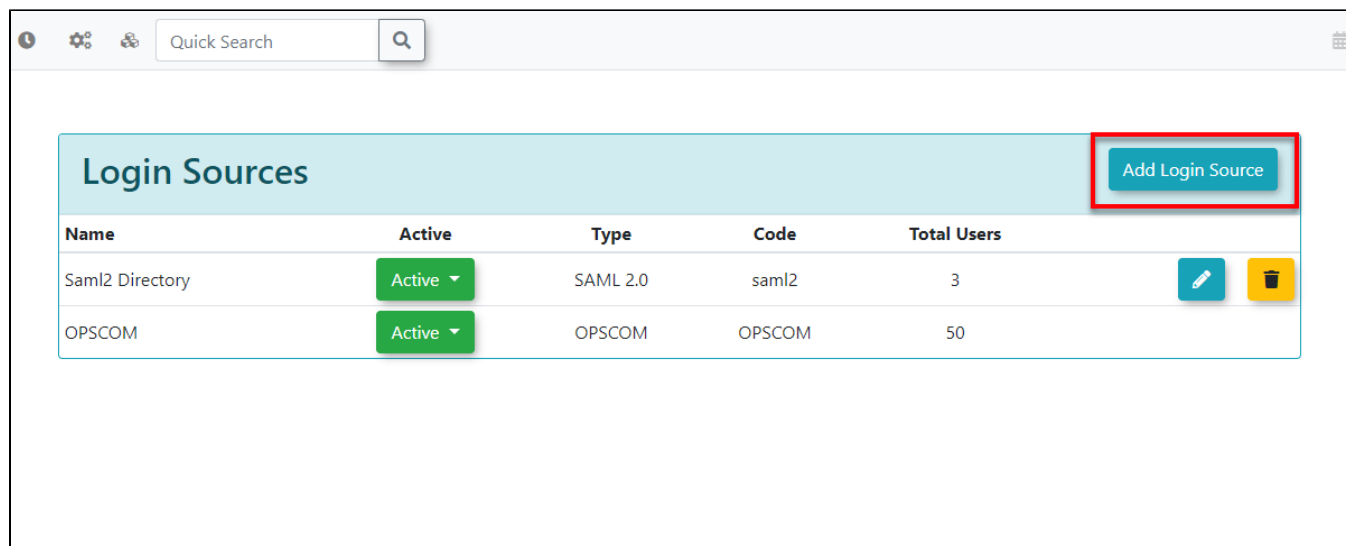 Quick Search
Login Sources
Add Login Source
Name Active Type Code Total Users
Saml2 Directory Active SAML 2.0 saml2 3
OPSCOM Active OPSCOM OPSCOM 50